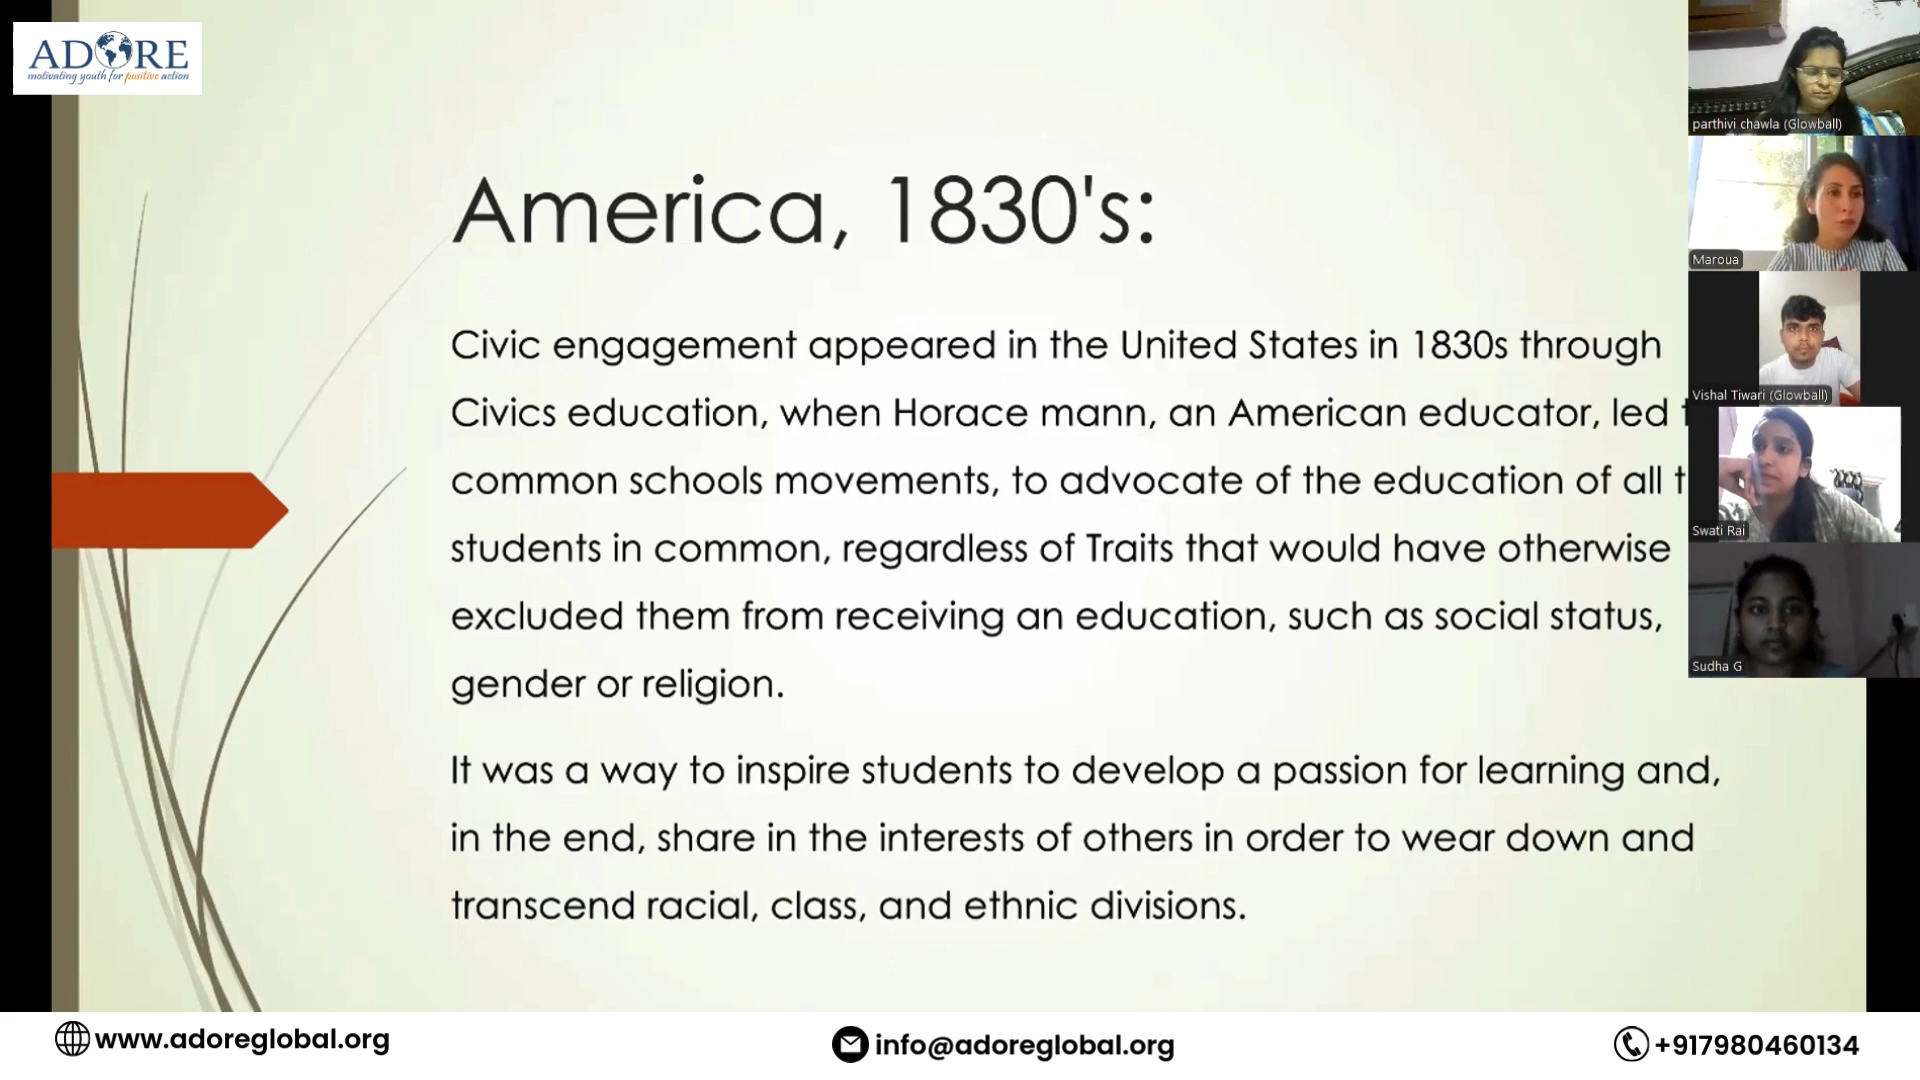 ADORE
motivating youth for positive action
America, 1830's:
Civic engagement appeared in the United States in 1830s through
Civics education, when Horace mann, an American educator, led
common schools movements, to advocate of the education of all
students in common, regardless of Traits that would have otherwise
excluded them from receiving an education, such as social status,
gender or religion.
It was a way to inspire students to develop a passion for learning and,
in the end, share in the interests of others in order to wear down and
transcend racial, class, and ethnic divisions.
parthivi chawla (Glowball)
Maroua
Vishal Tiwari (Glowball)
Swati Rai
Sudha G
www.adoreglobal.org
info@adoreglobal.org
+917980460134